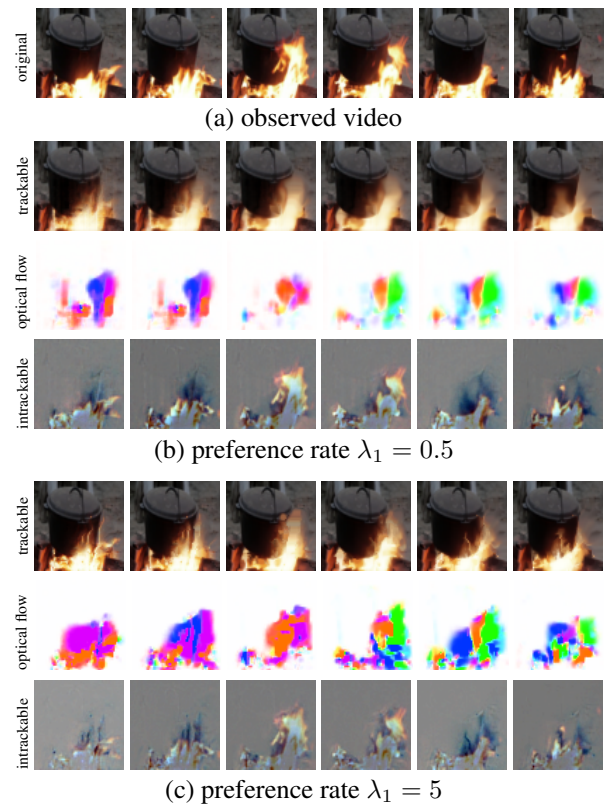 original
(a) observed video
trackable
optical flow
intrackable
(b) preference rate λ₁ = 0.5
trackable
optical flow
intrackable
(c) preference rate λ₁ = 5